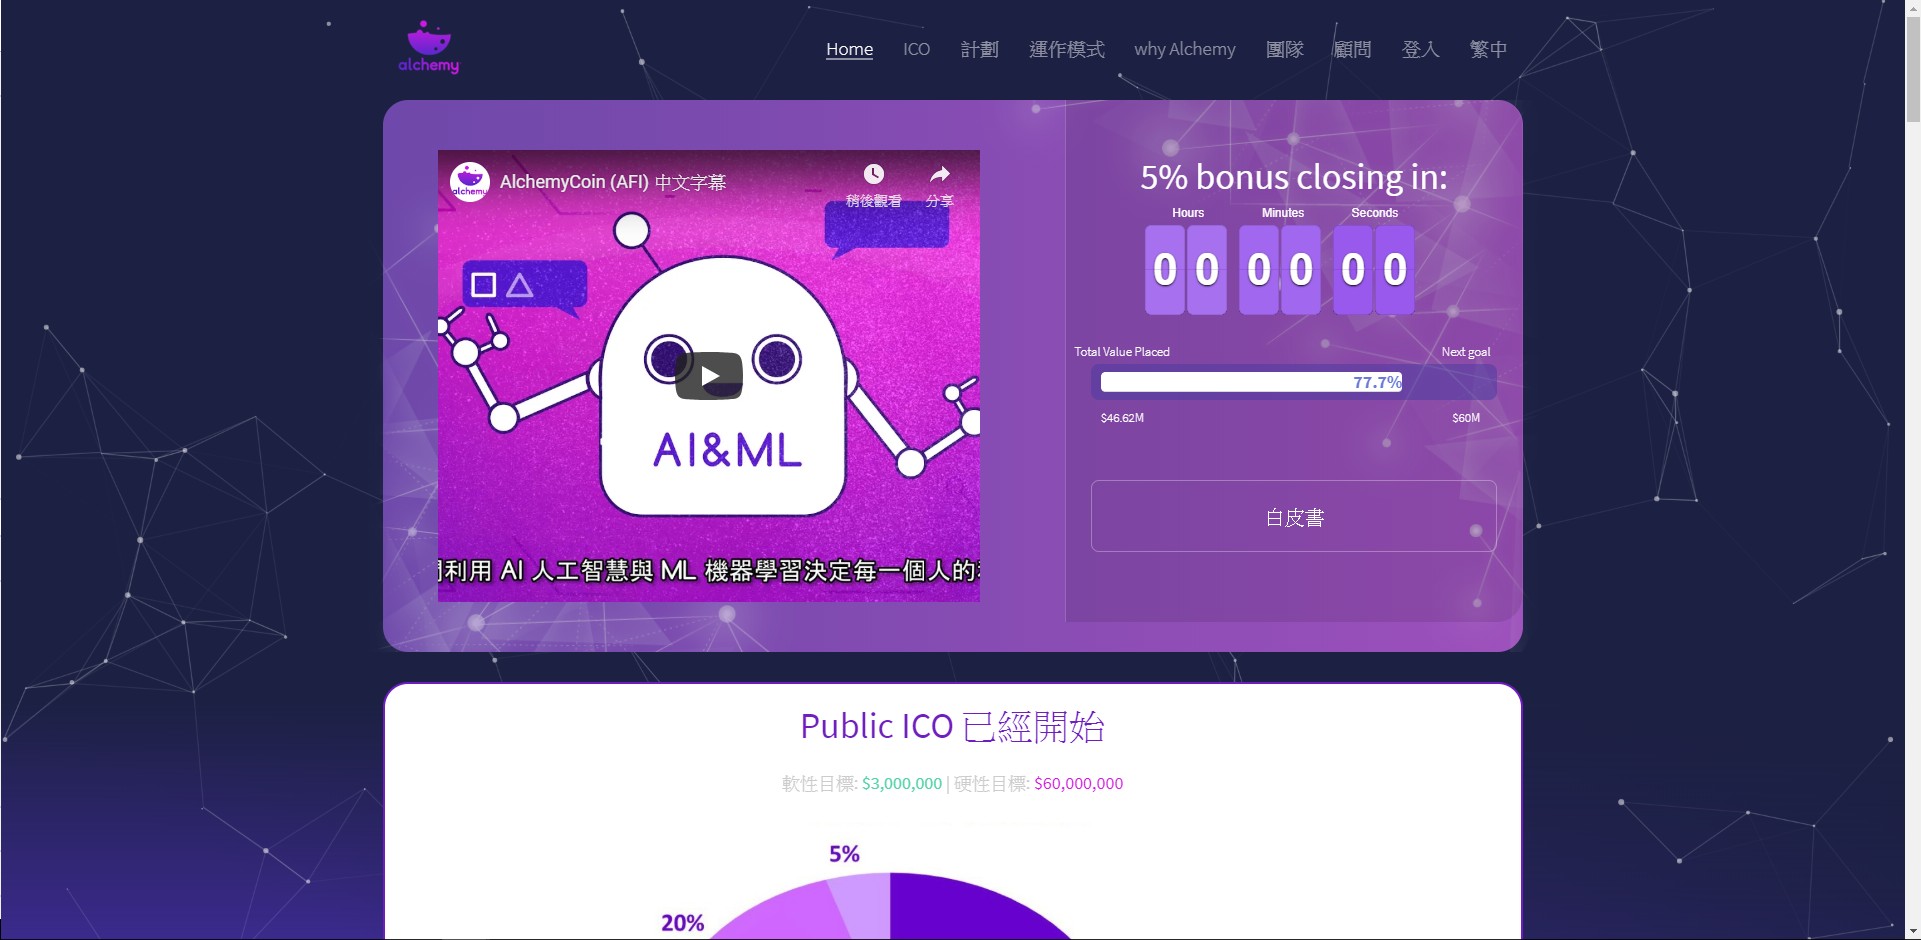 alchemy
Home ICO 計劃 運作模式 why Alchemy 團隊 顧問 登入 繁中
alchemy
AlchemyCoin (AFI) 中文字幕
稍後觀看 分享
AI&ML
利用 AI 人工智慧與 ML 機器學習決定每一個人的
5% bonus closing in:
Hours Minutes Seconds
0 0 0 0 0 0
Total Value Placed Next goal
77.7%
$46.62M $60M
白皮書
Public ICO 已經開始
軟性目標: $3,000,000 | 硬性目標: $60,000,000
5%
20%